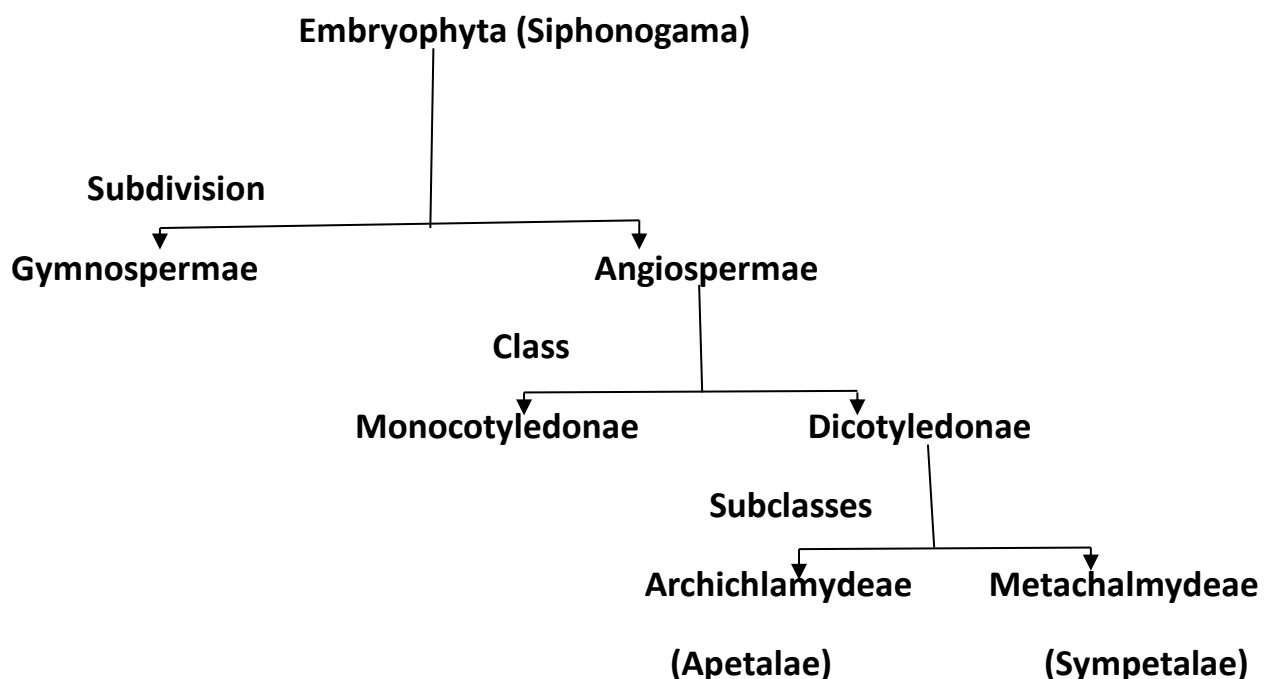 Embryophyta (Siphonogama)
Subdivision
Gymnospermae
Angiospermae
Class
Monocotyledonae
Dicotyledonae
Subclasses
Archichlamydeae
Metachalmydeae
(Apetalae)
(Sympetalae)